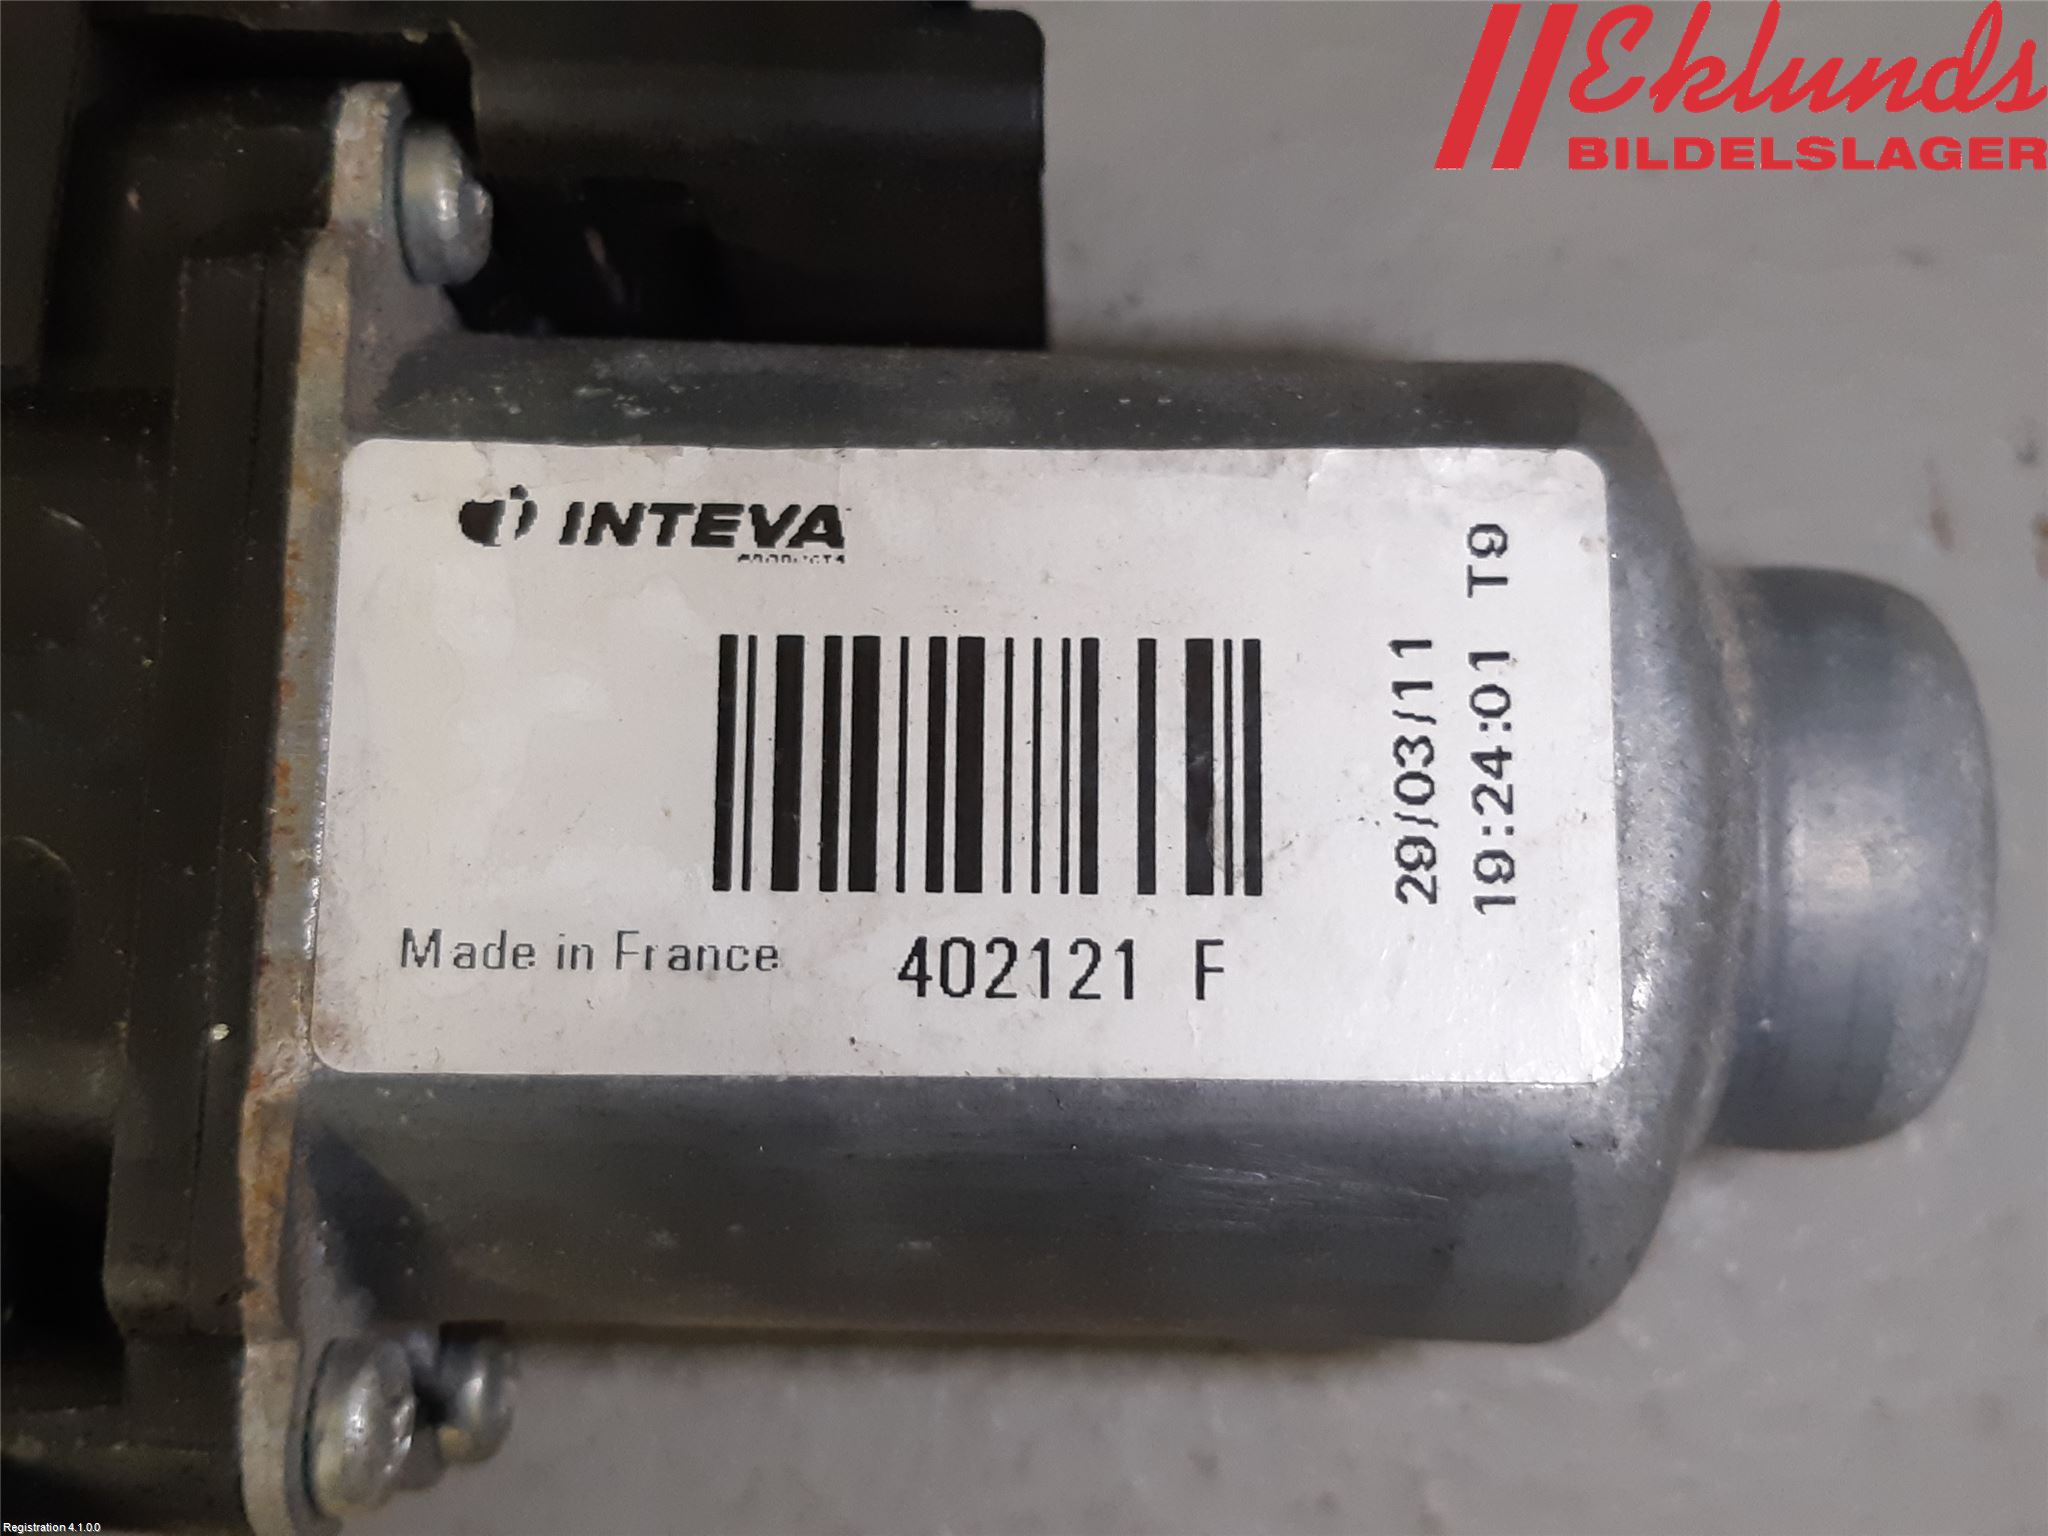 Eklunds
BILDELSLAGER
INTEVA
PRODUCTS
29/03/11
19:24:01 T9
Made in France
402121 F
Registration 4.1.0.0